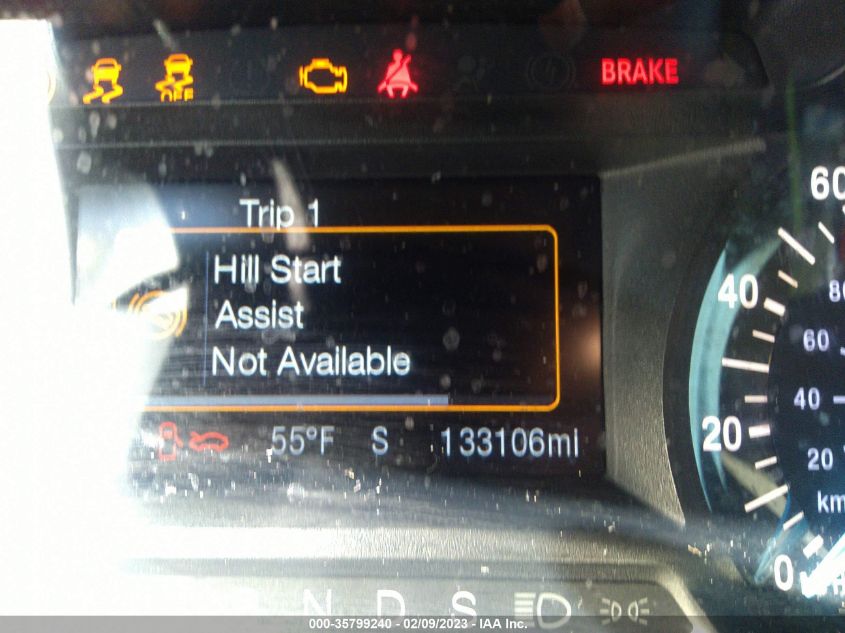 OFF
BRAKE
Trip 1
Hill Start
Assist
Not Available
55°F S 133106mi
60
40
20
0
80
60
40
20
km
N D S
000-35799240 - 02/09/2023 - IAA Inc.